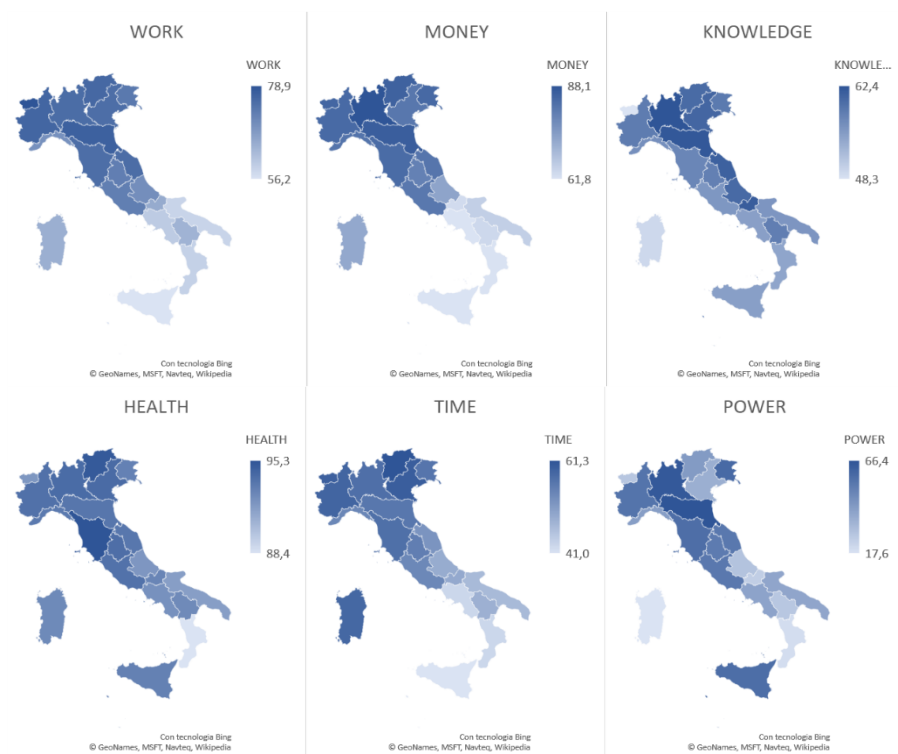 WORK
MONEY
KNOWLEDGE
WORK
78,9
56,2
MONEY
88,1
61,8
KNOWLE...
62,4
48,3
Con tecnologia Bing
© GeoNames, MSFT, Navteq, Wikipedia
Con tecnologia Bing
© GeoNames, MSFT, Navteq, Wikipedia
Con tecnologia Bing
© GeoNames, MSFT, Navteq, Wikipedia
HEALTH
TIME
POWER
HEALTH
95,3
88,4
TIME
61,3
41,0
POWER
66,4
17,6
Con tecnologia Bing
© GeoNames, MSFT, Navteq, Wikipedia
Con tecnologia Bing
© GeoNames, MSFT, Navteq, Wikipedia
Con tecnologia Bing
© GeoNames, MSFT, Navteq, Wikipedia